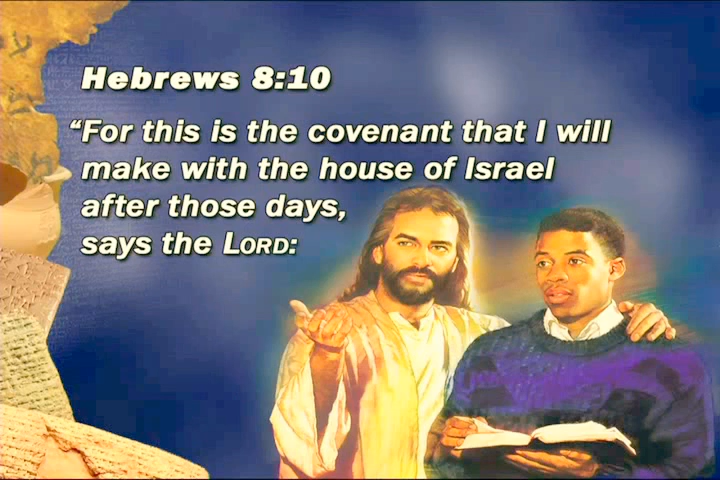 Hebrews 8:10
“For this is the covenant that I will
make with the house of Israel
after those days,
says the LORD: